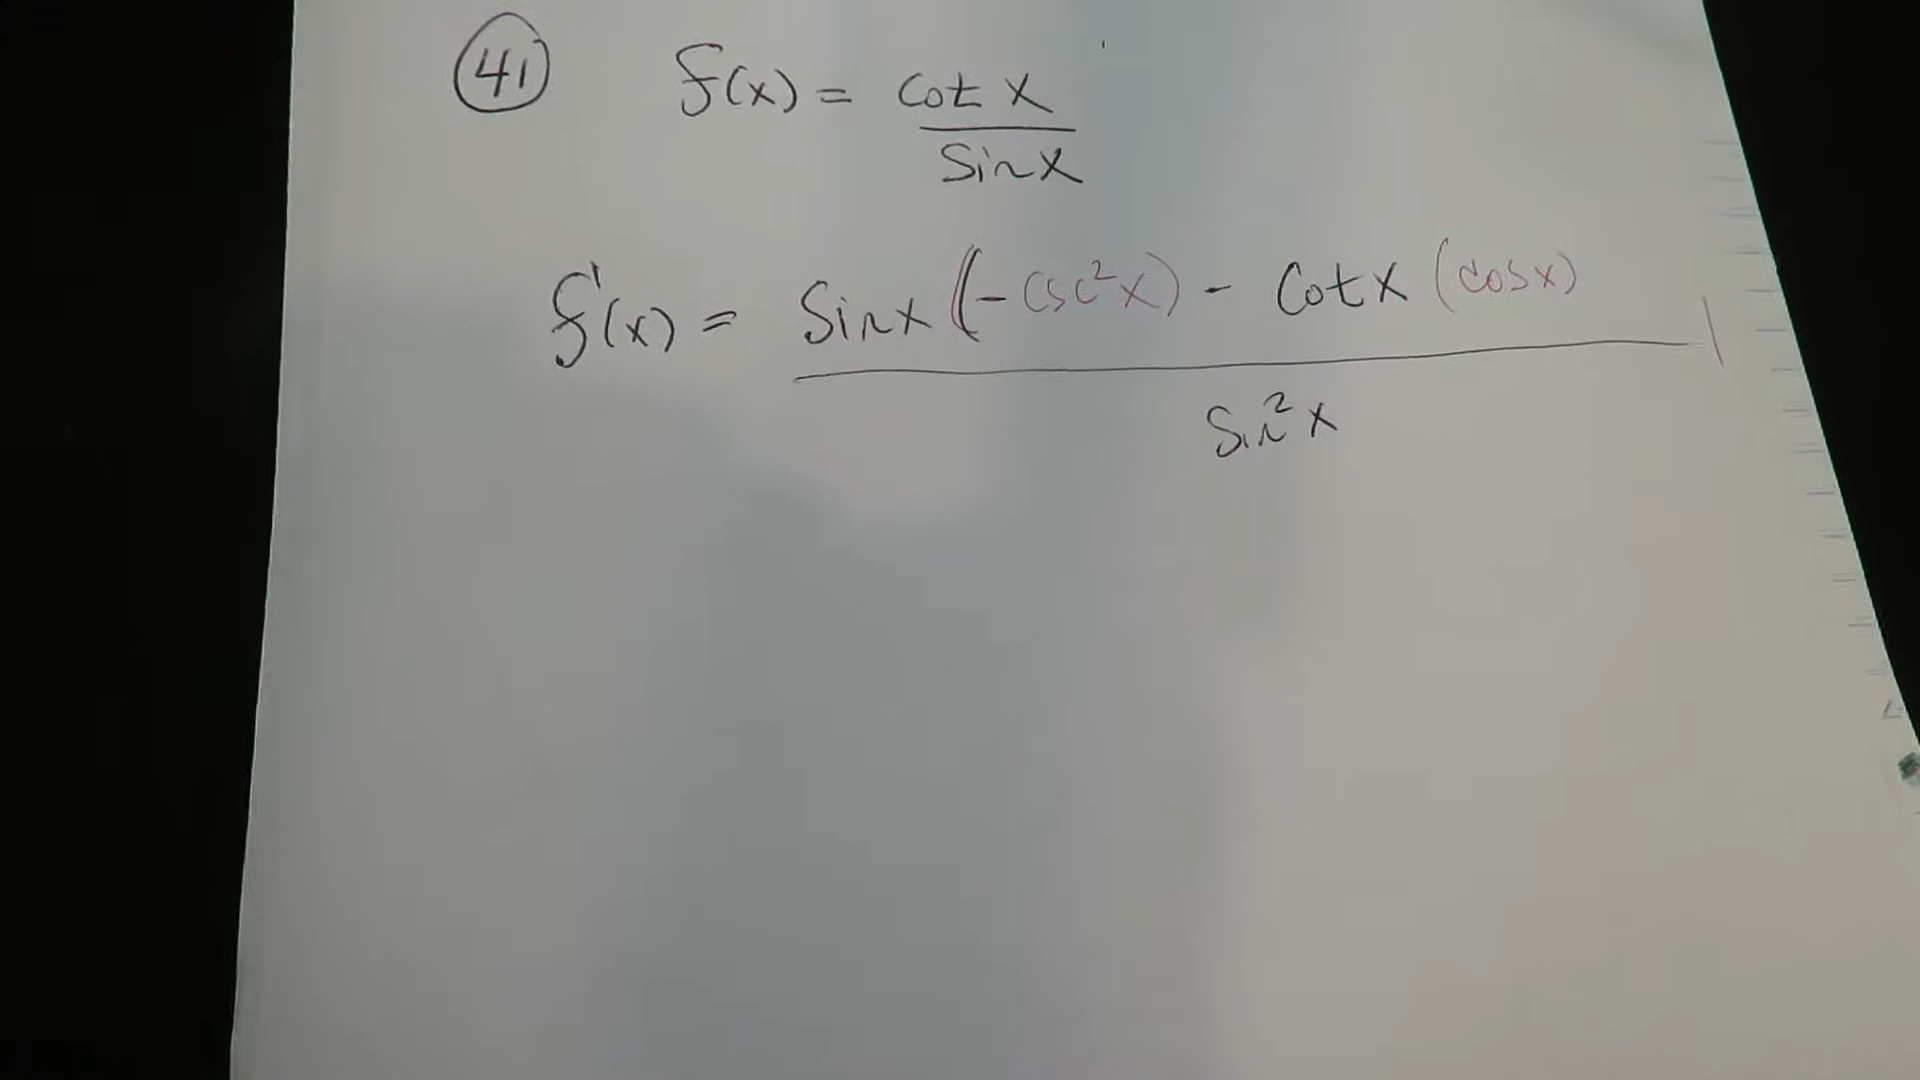 41 f(x) = cot x / sin x
f'(x) = sin x (-csc²x) - cot x (cos x) / sin²x